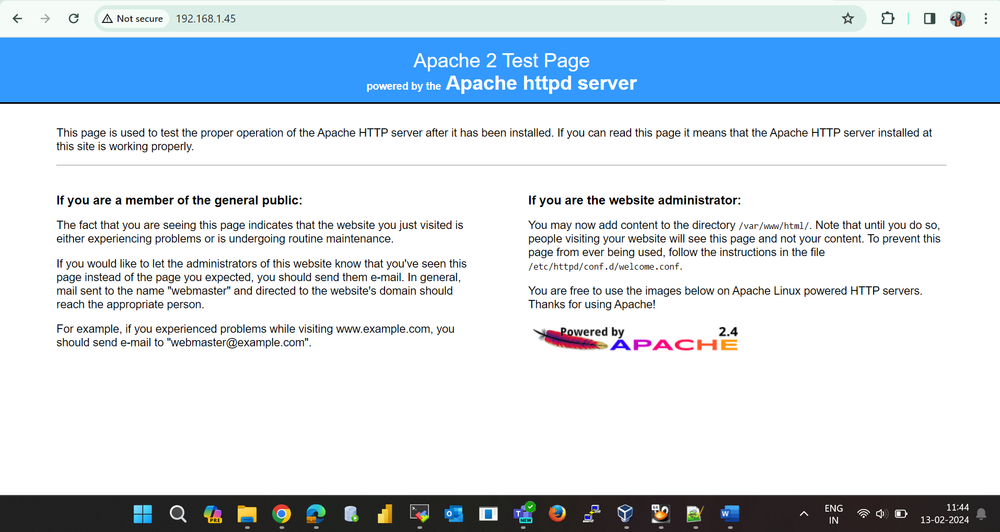 Not secure
192.168.1.45
Apache 2 Test Page
powered by the Apache httpd server
This page is used to test the proper operation of the Apache HTTP server after it has been installed. If you can read this page it means that the Apache HTTP server installed at
this site is working properly.
If you are a member of the general public:
The fact that you are seeing this page indicates that the website you just visited is
either experiencing problems or is undergoing routine maintenance.
If you would like to let the administrators of this website know that you've seen this
page instead of the page you expected, you should send them e-mail. In general,
mail sent to the name "webmaster" and directed to the website's domain should
reach the appropriate person.
For example, if you experienced problems while visiting www.example.com, you
should send e-mail to "webmaster@example.com".
If you are the website administrator:
You may now add content to the directory /var/www/html/. Note that until you do so,
people visiting your website will see this page and not your content. To prevent this
page from ever being used, follow the instructions in the file
/etc/httpd/conf.d/welcome.conf.
You are free to use the images below on Apache Linux powered HTTP servers.
Thanks for using Apache!
Powered by 2.4
APACHE
PRE
>_
O
T
NEW
64
W
ENG
IN
11:44
13-02-2024